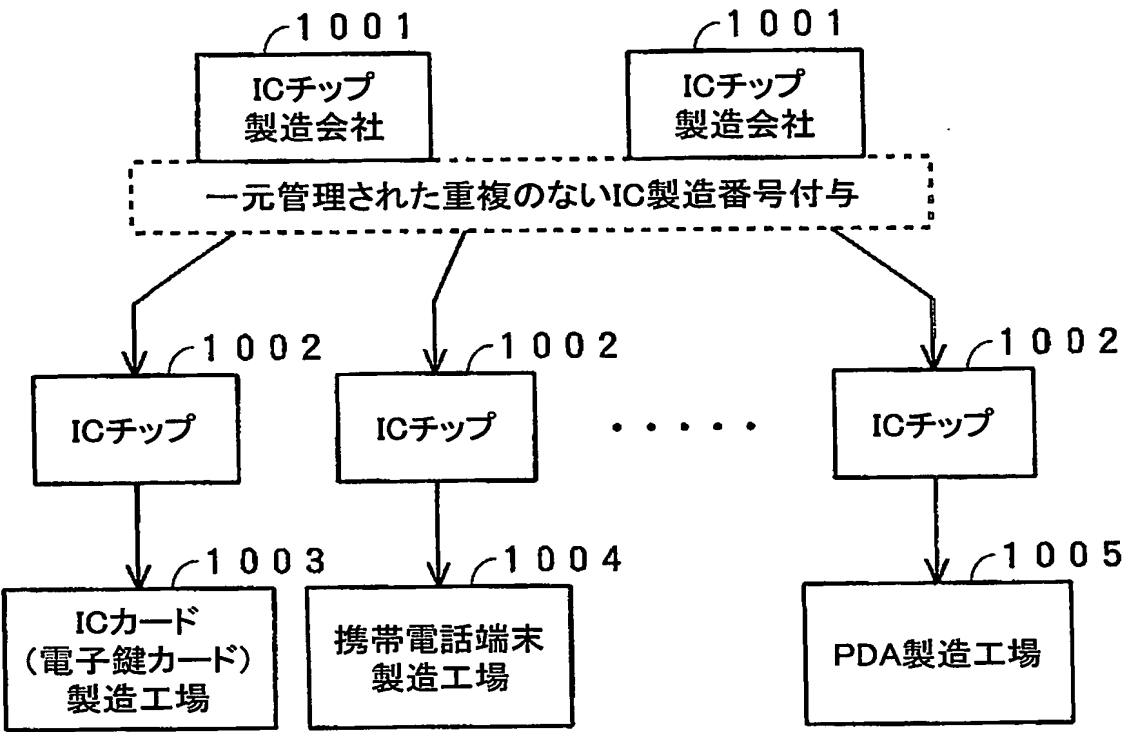 1001
1001
ICチップ
製造会社
ICチップ
製造会社
一元管理された重複のないIC製造番号付与
1002
1002
1002
ICチップ
ICチップ
・・・・・
ICチップ
1003
1004
1005
ICカード
(電子鍵カード)
製造工場
携帯電話端末
製造工場
PDA製造工場